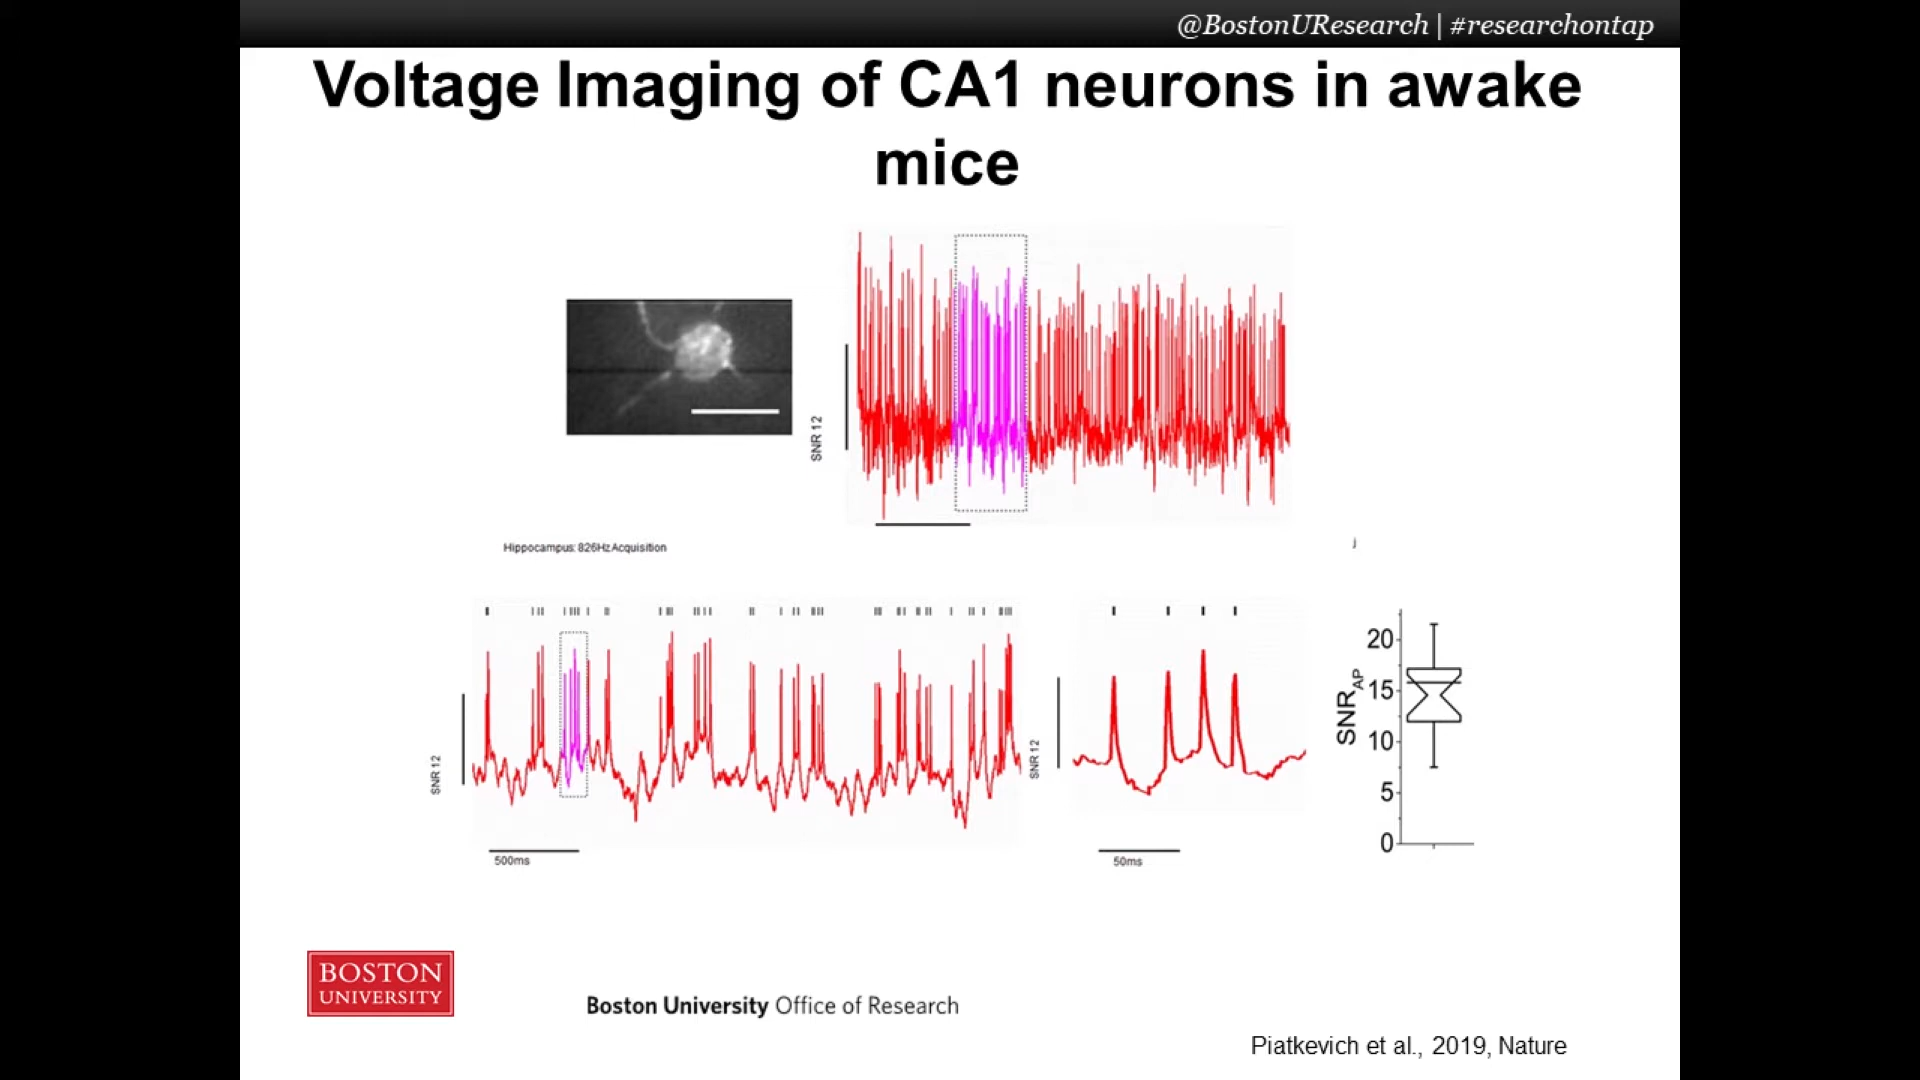 @BostonUResearch | #researchontap
Voltage Imaging of CA1 neurons in awake
mice
SNR 12
Hippocampus: 826Hz Acquisition
j
SNR 12
500ms
SNR 12
50ms
SNR AP
20
15
10
5
0
BOSTON
UNIVERSITY
Boston University Office of Research
Piatkevich et al., 2019, Nature